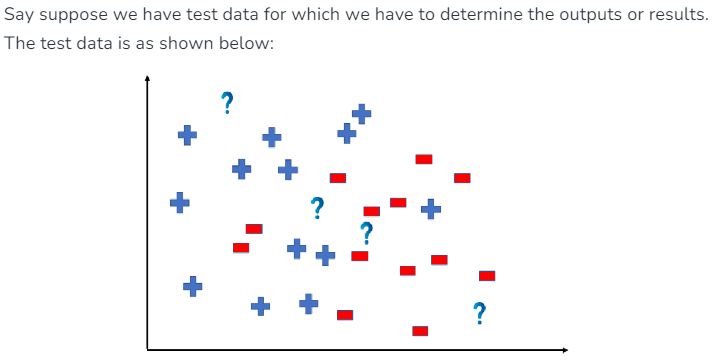 Say suppose we have test data for which we have to determine the outputs or results.
The test data is as shown below:
?
?
?
?